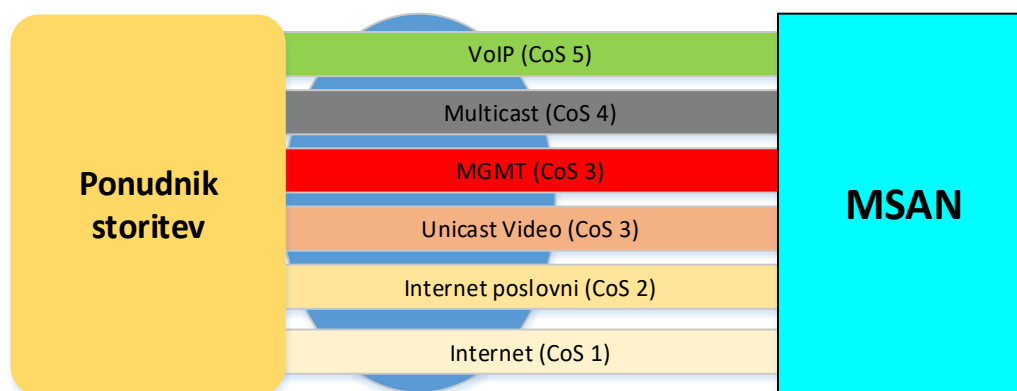 Ponudnik
storitev
VoIP (CoS 5)
Multicast (CoS 4)
MGMT (CoS 3)
Unicast Video (CoS 3)
Internet poslovni (CoS 2)
Internet (CoS 1)
MSAN